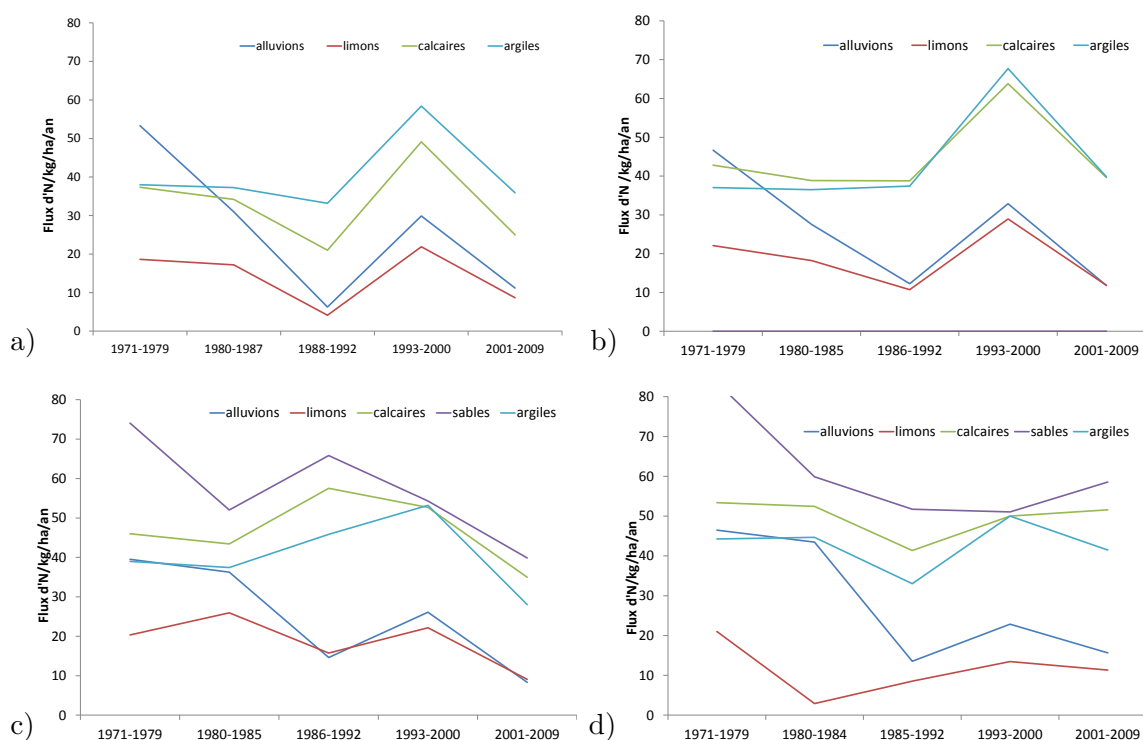 Flux d'N/kg/ha/an
80
70
60
50
40
30
20
10
0
alluvions limons calcaires argiles
1971-1979 1980-1987 1988-1992 1993-2000 2001-2009
a)
Flux d'N /kg/ha/an
80
70
60
50
40
30
20
10
0
alluvions limons calcaires argiles
1971-1979 1980-1985 1986-1992 1993-2000 2001-2009
b)
Flux d'N/kg/ha/an
80
70
60
50
40
30
20
10
0
alluvions limons calcaires sables argiles
1971-1979 1980-1985 1986-1992 1993-2000 2001-2009
c)
Flux d'N/kg/ha/an
80
70
60
50
40
30
20
10
0
alluvions limons calcaires sables argiles
1971-1979 1980-1984 1985-1992 1993-2000 2001-2009
d)